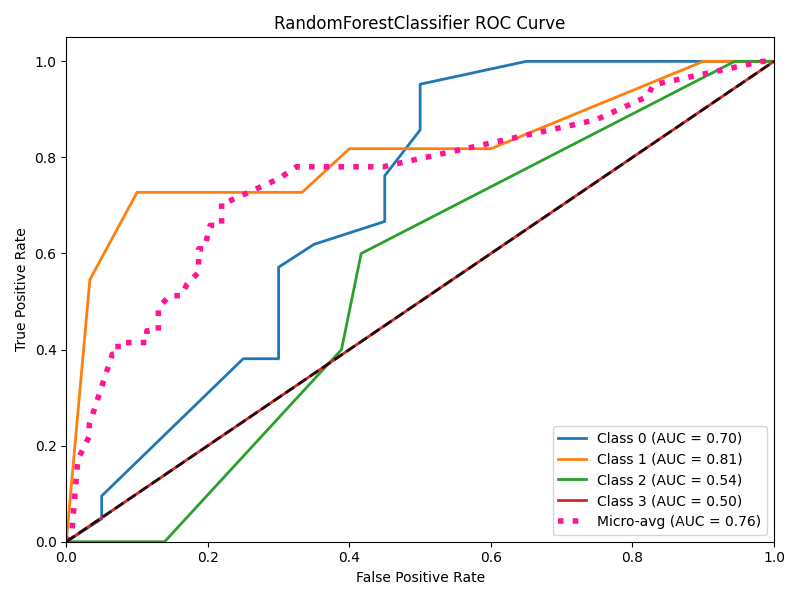 RandomForestClassifier ROC Curve
True Positive Rate
1.0
0.8
0.6
0.4
0.2
0.0
0.0 0.2 0.4 0.6 0.8 1.0
False Positive Rate
Class 0 (AUC = 0.70)
Class 1 (AUC = 0.81)
Class 2 (AUC = 0.54)
Class 3 (AUC = 0.50)
Micro-avg (AUC = 0.76)